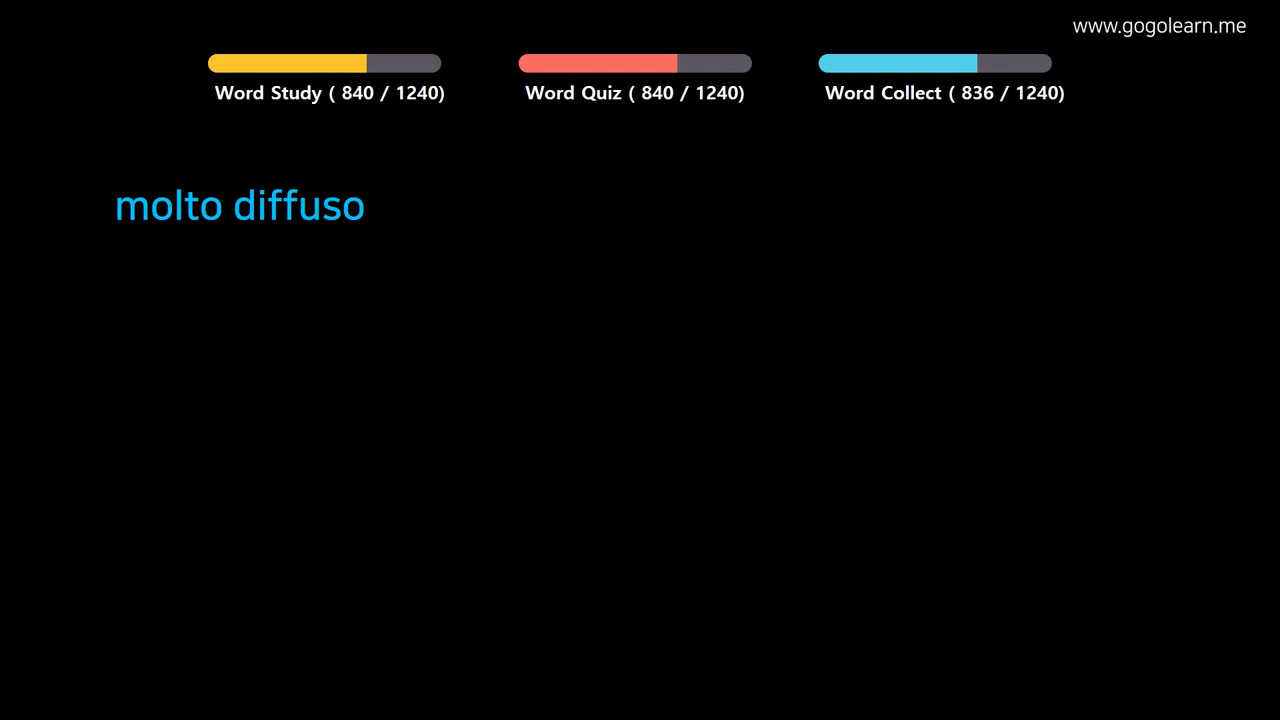 www.gogolearn.me
Word Study ( 840 / 1240)
Word Quiz ( 840 / 1240)
Word Collect ( 836 / 1240)
molto diffuso